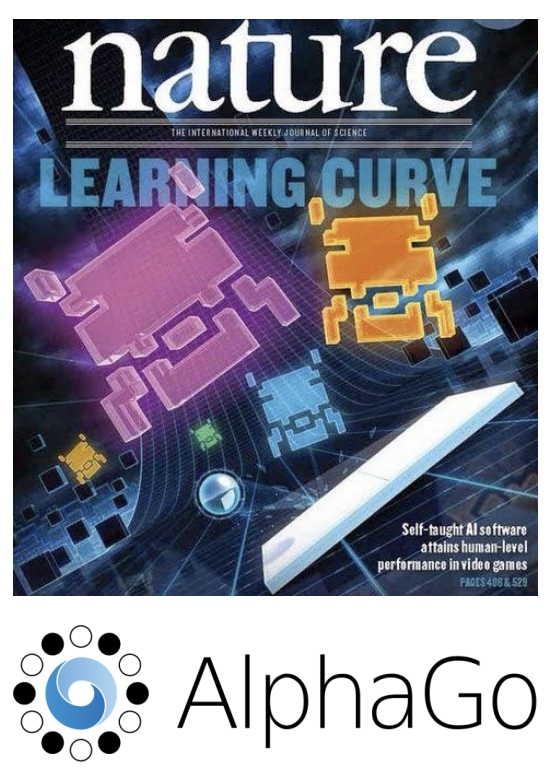 nature
THE INTERNATIONAL WEEKLY JOURNAL OF SCIENCE
LEARNING CURVE
Self-taught AI software
attains human-level
performance in video games
PAGES 486 & 529
AlphaGo